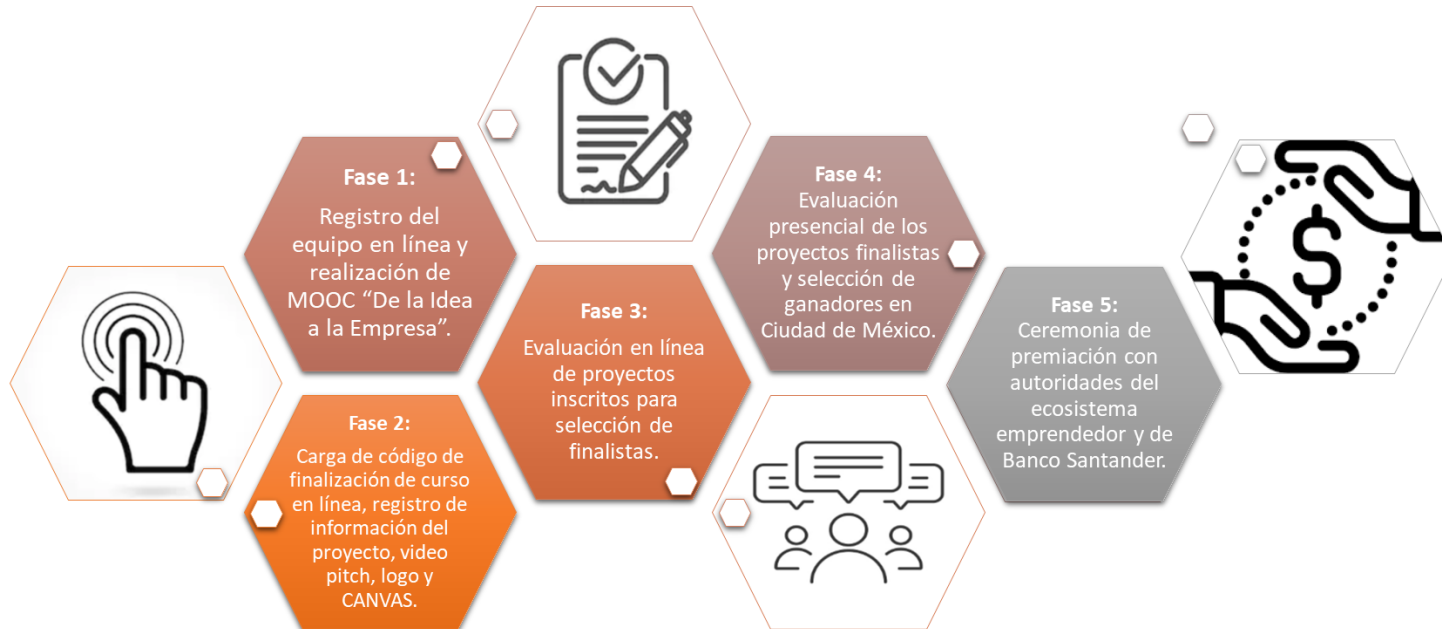 Fase 1:
Registro del
equipo en línea y
realización de
MOOC “De la Idea
a la Empresa”.
Fase 2:
Carga de código de
finalización de curso
en línea, registro de
información del
proyecto, video
pitch, logo y
CANVAS.
Fase 3:
Evaluación en línea
de proyectos
inscritos para
selección de
finalistas.
Fase 4:
Evaluación
presencial de los
proyectos finalistas
y selección de
ganadores en
Ciudad de México.
Fase 5:
Ceremonia de
premiación con
autoridades del
ecosistema
emprendedor y de
Banco Santander.
$